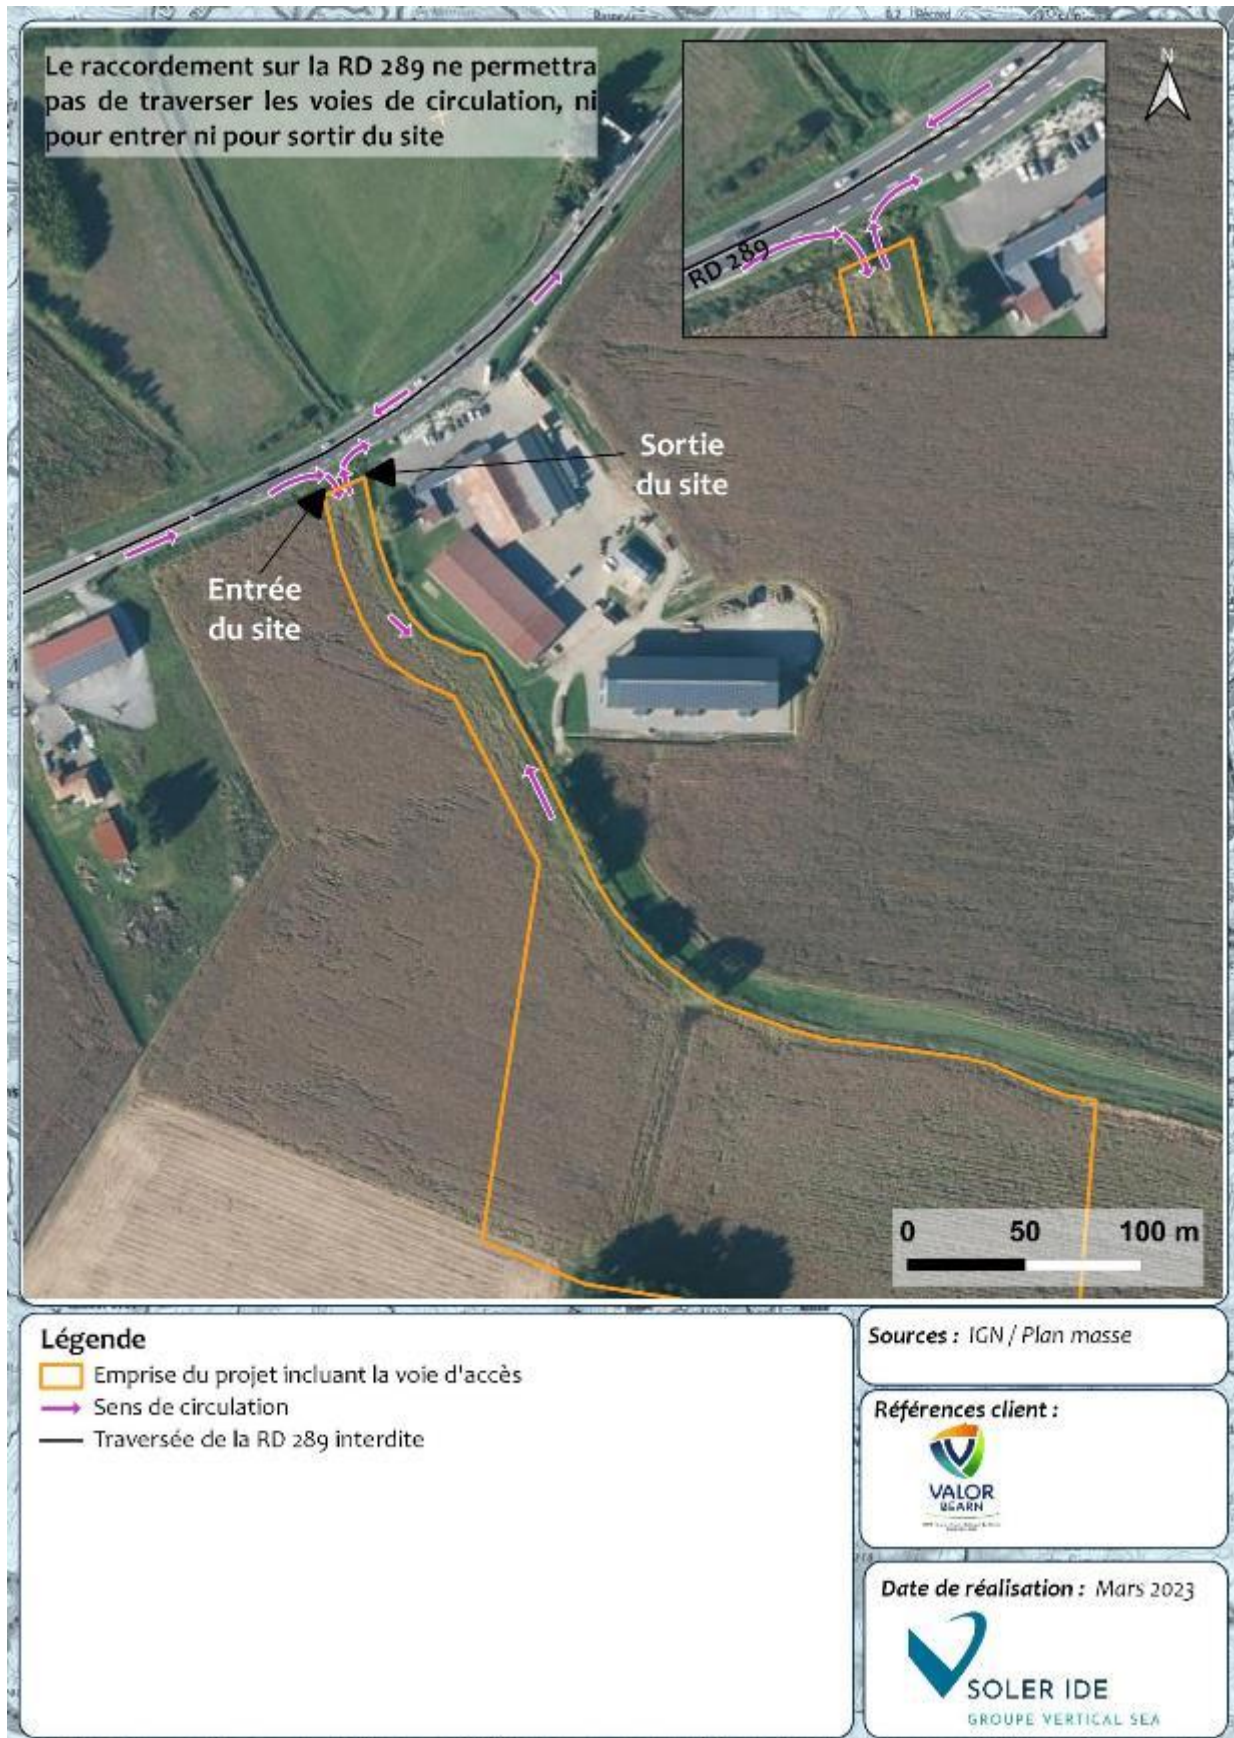 Le raccordement sur la RD 289 ne permettra
pas de traverser les voies de circulation, ni
pour entrer ni pour sortir du site
N
RD 289
Sortie
du site
Entrée
du site
0 50 100 m
Légende
Emprise du projet incluant la voie d'accès
Sens de circulation
Traversée de la RD 289 interdite
Sources : IGN / Plan masse
Références client :
VALOR
BEARN
Date de réalisation : Mars 2023
SOLER IDE
GROUPE VERTICAL SEA